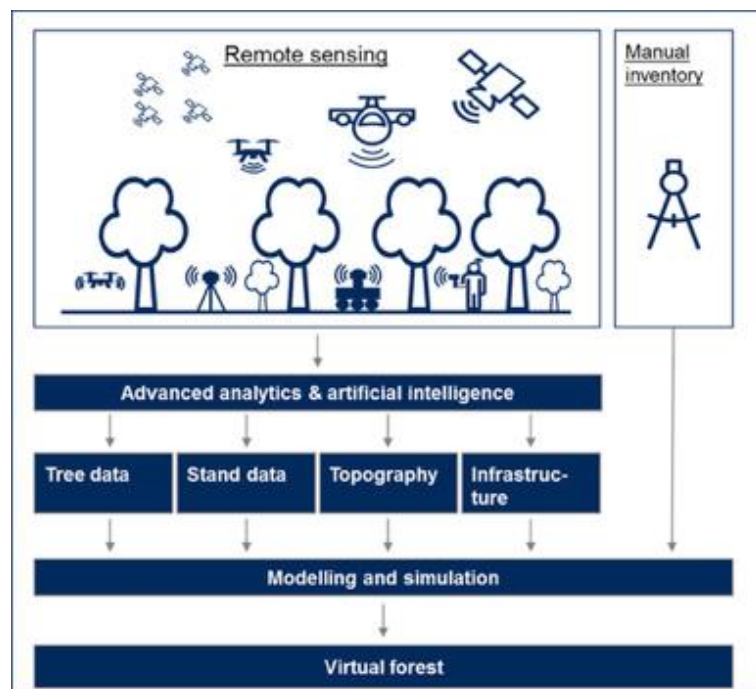 Remote sensing
Manual
inventory
Advanced analytics & artificial intelligence
Tree data
Stand data
Topography
Infrastruc-
ture
Modelling and simulation
Virtual forest